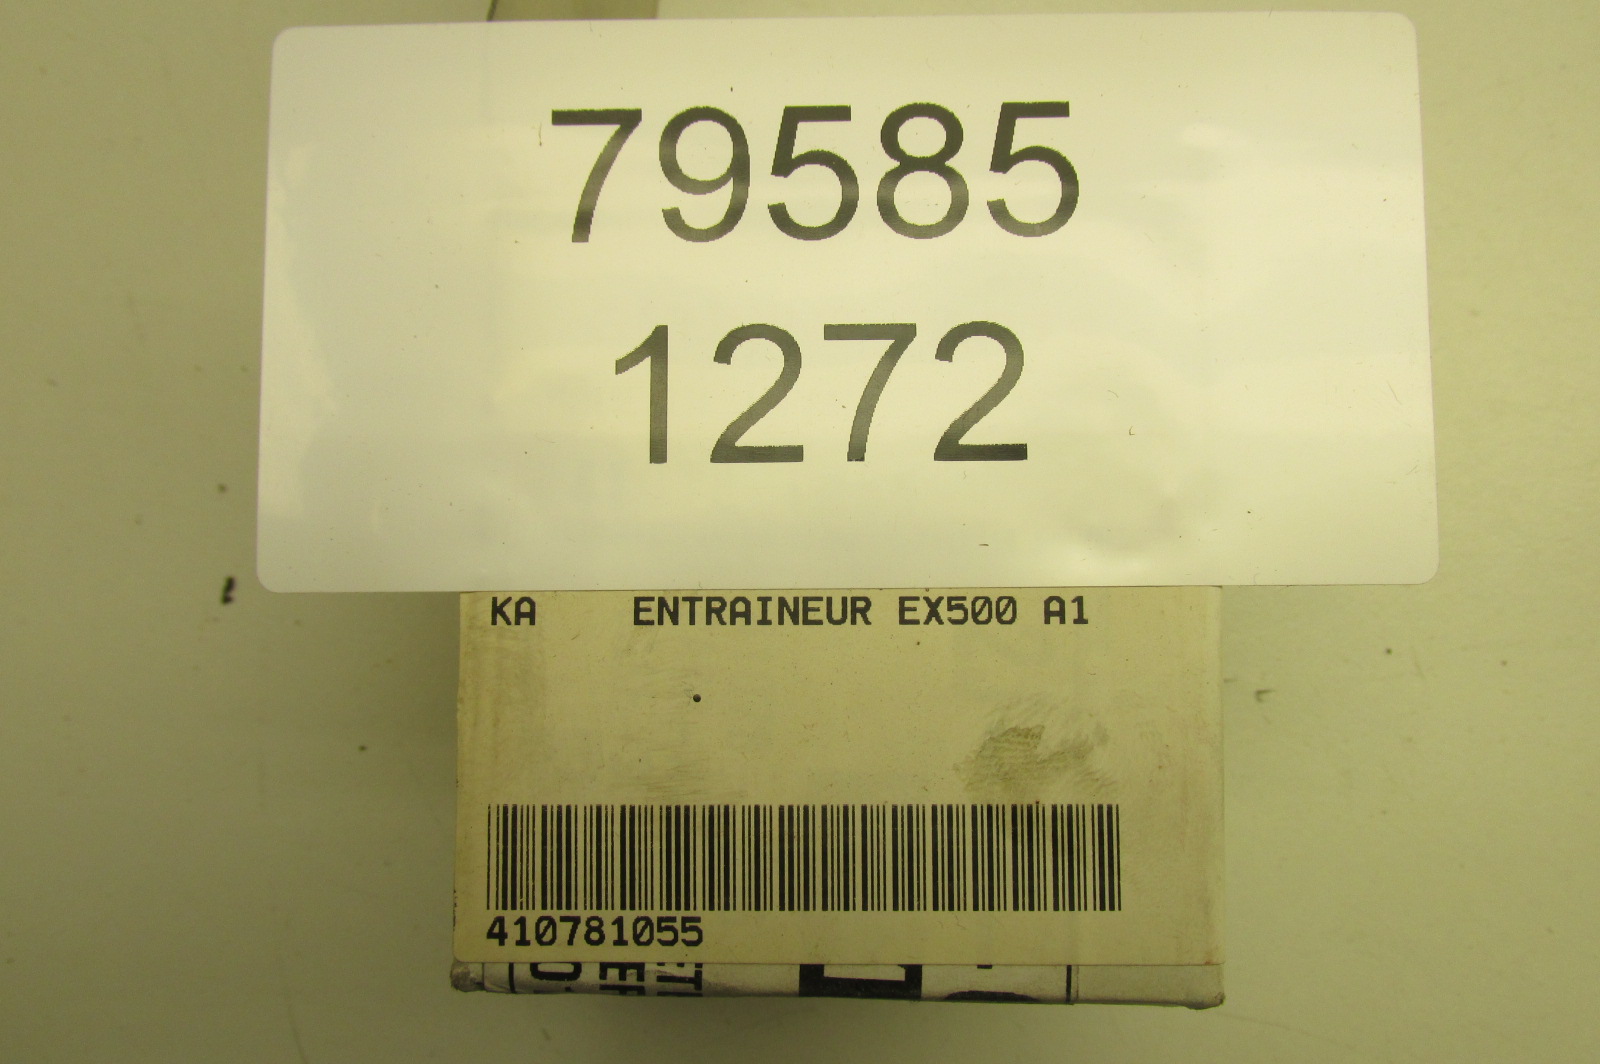 79585
1272
KA ENTRAINEUR EX500 A1
410781055